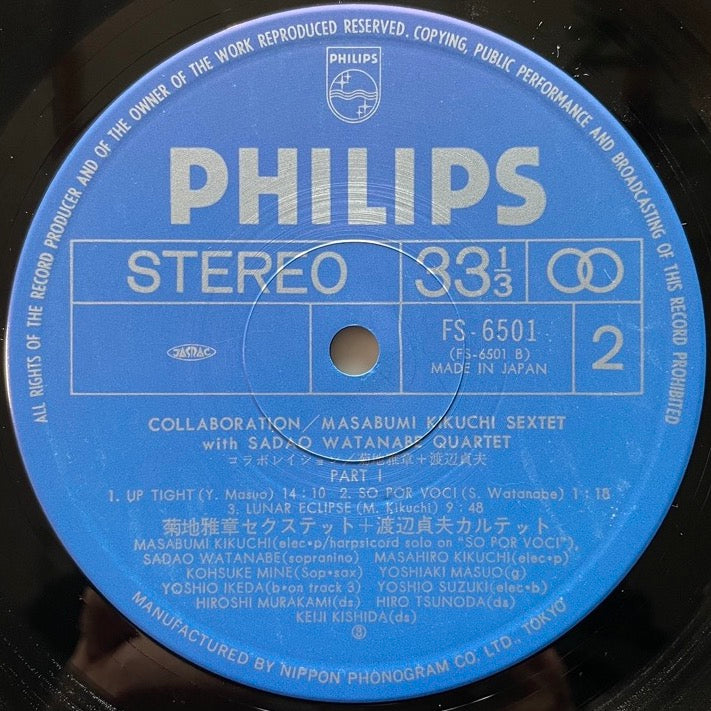 ALL RIGHTS OF THE RECORD PRODUCER AND OF THE OWNER OF THE WORK REPRODUCED RESERVED. COPYING, PUBLIC PERFORMANCE AND BROADCASTING OF THIS RECORD PROHIBITED
PHILIPS
PHILIPS
STEREO 33 1/3
JASRAC
FS-6501
(FS-6501 B)
MADE IN JAPAN
2
COLLABORATION/MASABUMI KIKUCHI SEXTET
with SADAO WATANABE QUARTET
コラボレイション/菊地雅章+渡辺貞夫
PART I
1. UP TIGHT (Y. Masuo) 14:10 2. SO POR VOCI (S. Watanabe) 1:18
3. LUNAR ECLIPSE (M. Kikuchi) 9:48
菊地雅章セクステット+渡辺貞夫カルテット
MASABUMI KIKUCHI(elec•p/harpsicord solo on "SO POR VOCI"),
SADAO WATANABE(sopranino) MASAHIRO KIKUCHI(elec•p)
KOHSUKE MINE(Sop•sax) YOSHIAKI MASUO(g)
YOSHIO IKEDA(b•on track 3) YOSHIO SUZUKI(elec•b)
HIROSHI MURAKAMI(ds) HIRO TSUNODA(ds)
KEIJI KISHIDA(ds)
MANUFACTURED BY NIPPON PHONOGRAM CO., LTD., TOKYO